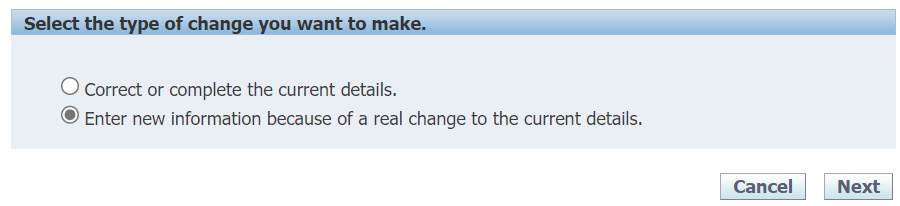 Select the type of change you want to make.
Correct or complete the current details.
Enter new information because of a real change to the current details.
Cancel Next